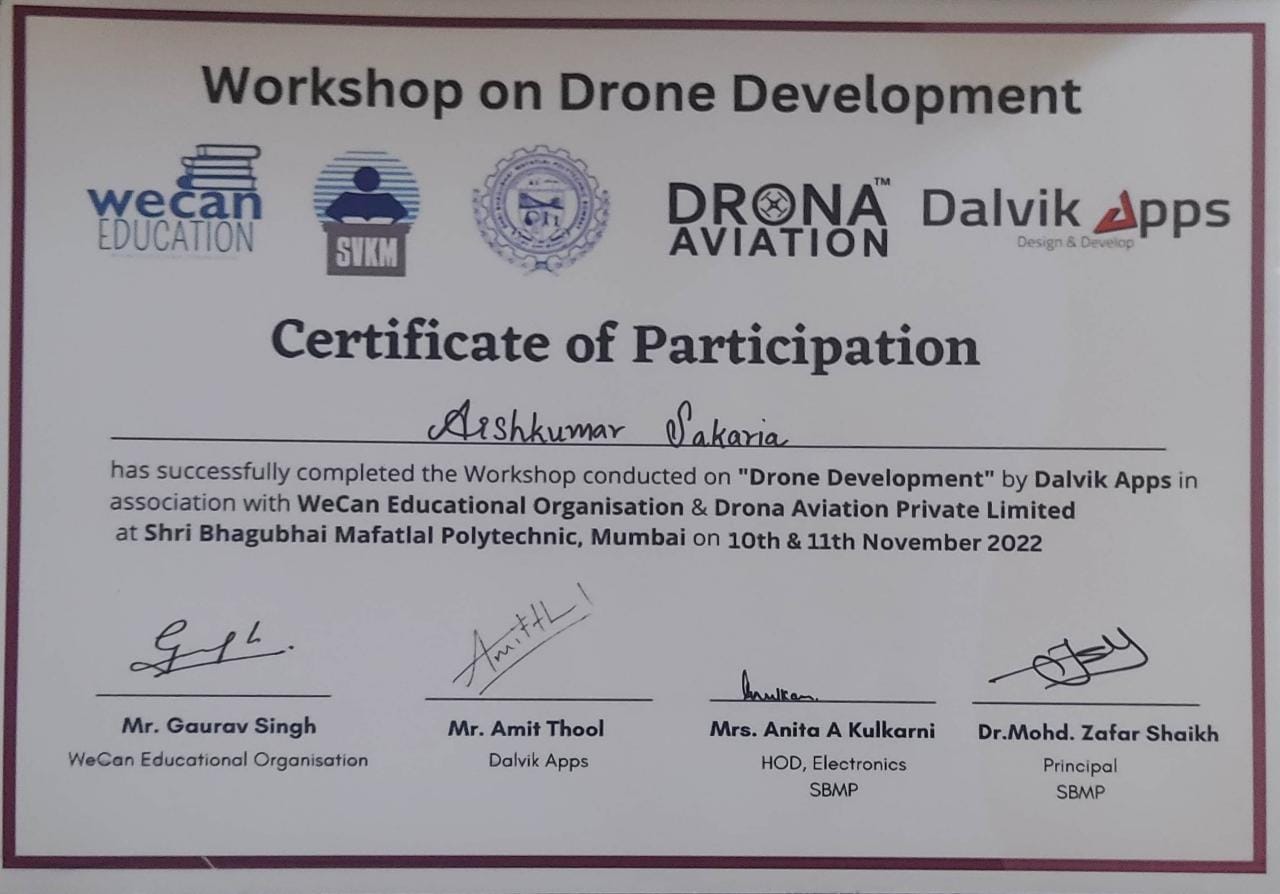 Workshop on Drone Development
wecan
EDUCATION
SVKM
DRONA™
AVIATION
Dalvik Apps
Design & Develop
Certificate of Participation
Aishkumar Sakaria
has successfully completed the Workshop conducted on "Drone Development" by Dalvik Apps in
association with WeCan Educational Organisation & Drona Aviation Private Limited
at Shri Bhagubhai Mafatlal Polytechnic, Mumbai on 10th & 11th November 2022
Mr. Gaurav Singh
WeCan Educational Organisation
Mr. Amit Thool
Dalvik Apps
Mrs. Anita A Kulkarni
HOD, Electronics
SBMP
Dr.Mohd. Zafar Shaikh
Principal
SBMP